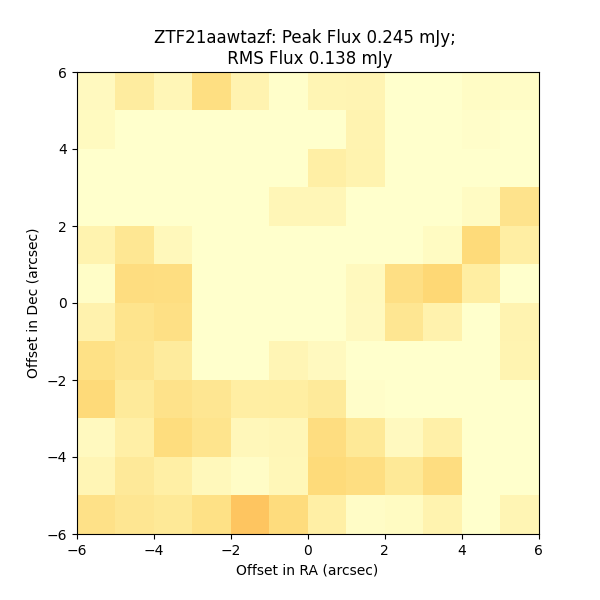 ZTF21aawtazf: Peak Flux 0.245 mJy;
RMS Flux 0.138 mJy
6
4
2
0
−2
−4
−6
Offset in Dec (arcsec)
−6 −4 −2 0 2 4 6
Offset in RA (arcsec)